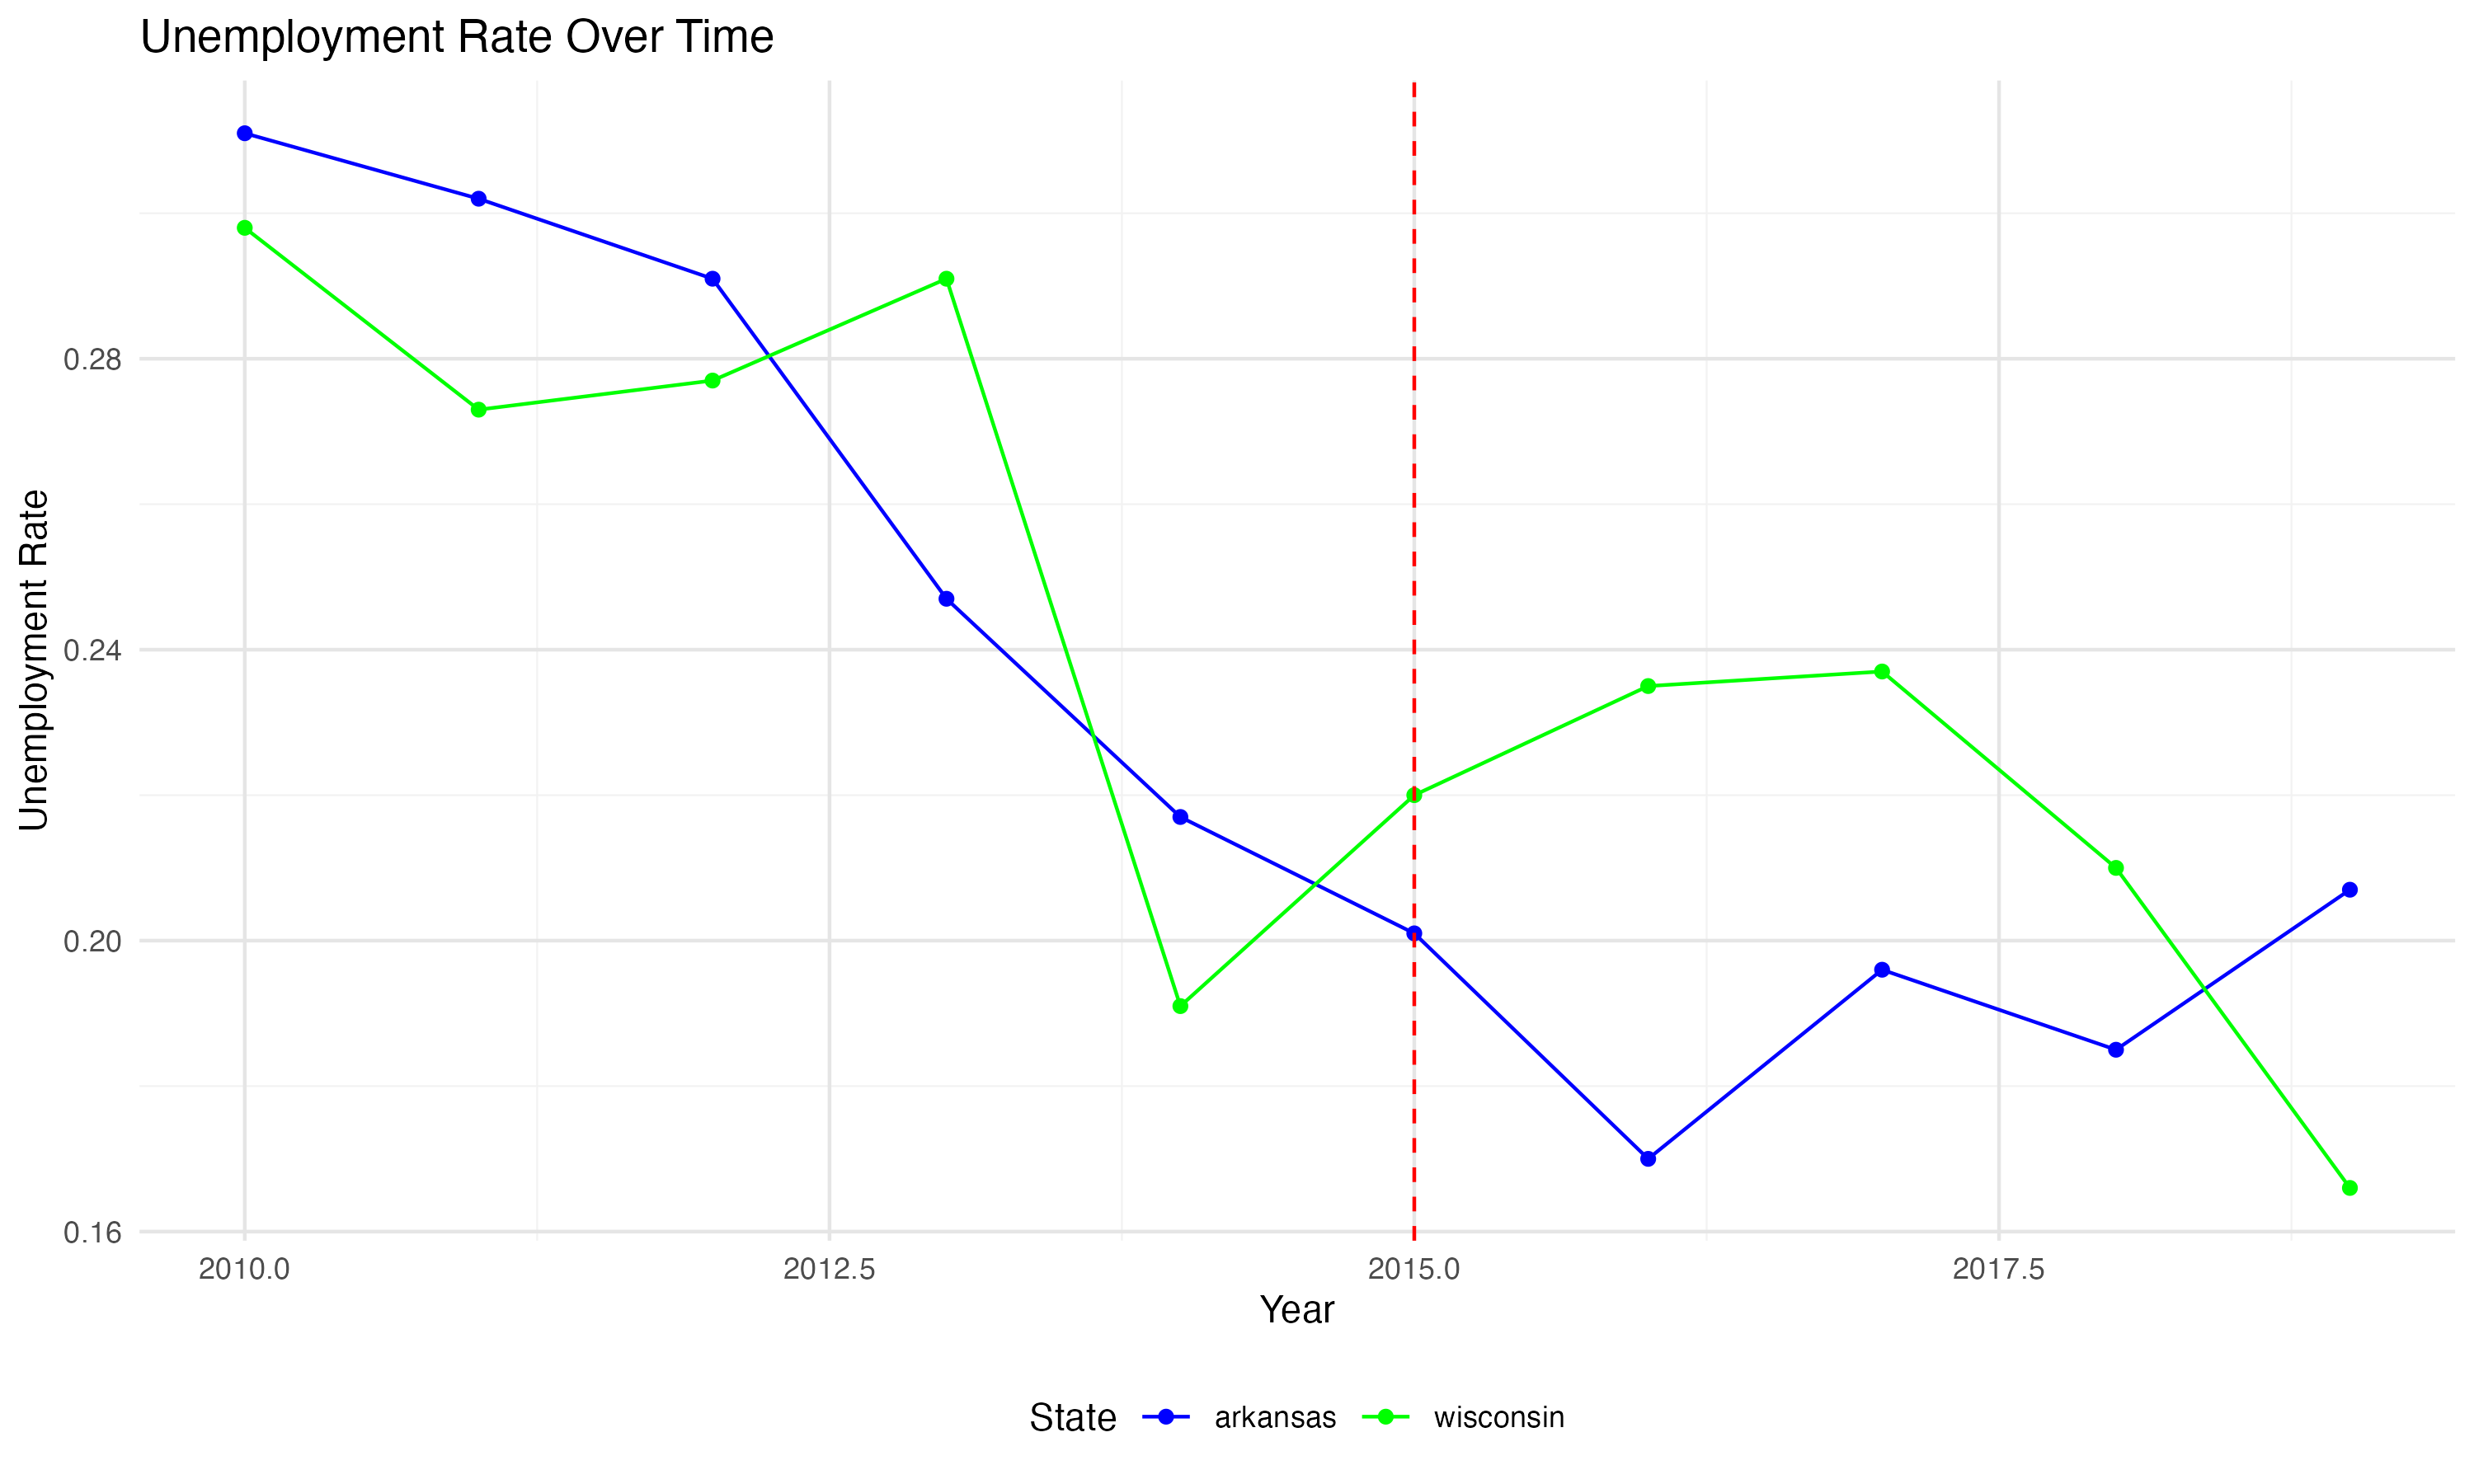 Unemployment Rate Over Time
Unemployment Rate
0.28
0.24
0.20
0.16
2010.0 2012.5 2015.0 2017.5
Year
State arkansas wisconsin